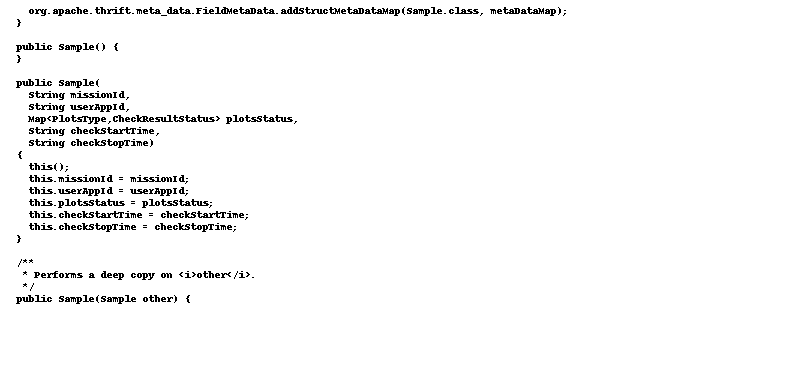 org.apache.thrift.meta_data.FieldMetaData.addStructMetaDataMap(Sample.class, metaDataMap);
  }

  public Sample() {
  }

  public Sample(
    String missionId,
    String userAppId,
    Map<PlotsType,CheckResultStatus> plotsStatus,
    String checkStartTime,
    String checkStopTime)
  {
    this();
    this.missionId = missionId;
    this.userAppId = userAppId;
    this.plotsStatus = plotsStatus;
    this.checkStartTime = checkStartTime;
    this.checkStopTime = checkStopTime;
  }

  /**
   * Performs a deep copy on <i>other</i>.
   */
  public Sample(Sample other) {